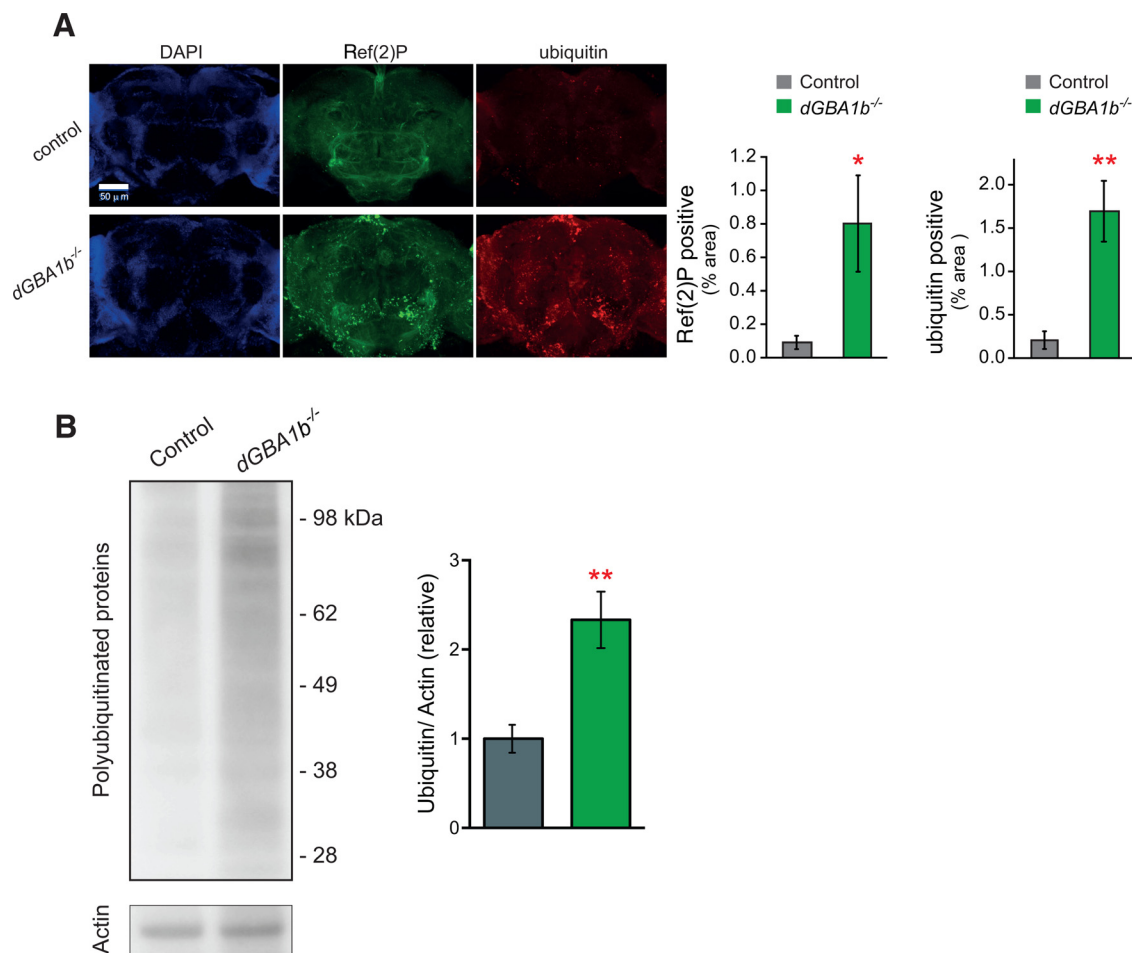 A
DAPI
Ref(2)P
ubiquitin
control
dGBA1b-/-
50 μm
Control
dGBA1b-/-
Ref(2)P positive
(% area)
1.2
1.0
0.8
0.6
0.4
0.2
0.0
*
Control
dGBA1b-/-
ubiquitin positive
(% area)
2.0
1.5
1.0
0.5
0.0
**
B
Control
dGBA1b-/-
Polyubiquitinated proteins
- 98 kDa
- 62
- 49
- 38
- 28
Actin
Ubiquitin/ Actin (relative)
3
2
1
0
**